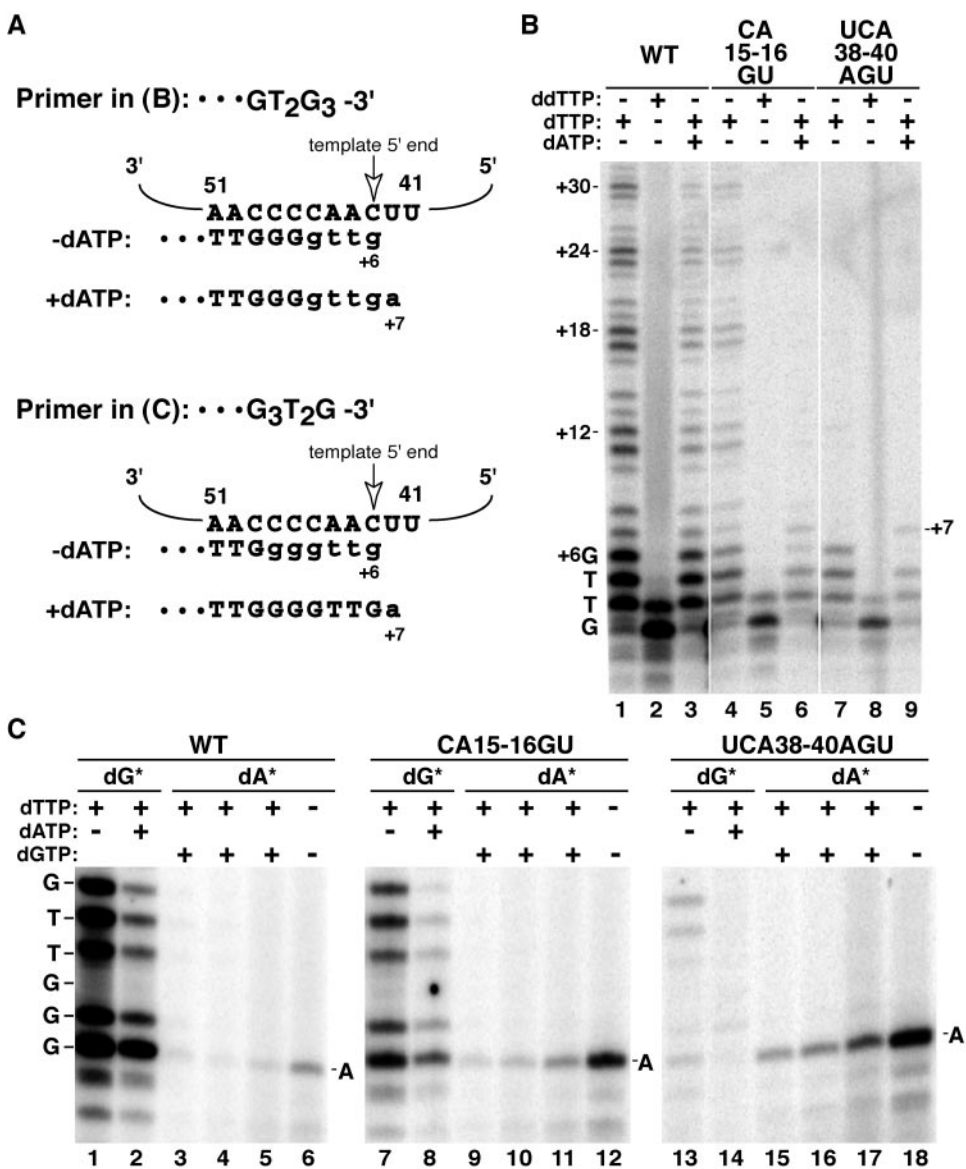 A
Primer in (B): • • •GT2G3 -3'
template 5' end
3' 51 41 5'
AACCCCAACUU
-dATP: • • •TTGGGgttg
+6
+dATP: • • •TTGGGgttga
+7
Primer in (C): • • •G3T2G -3'
template 5' end
3' 51 41 5'
AACCCCAACUU
-dATP: • • •TTGgggttg
+6
+dATP: • • •TTGGGGTTGa
+7
B
WT CA 15-16 GU UCA 38-40 AGU
ddTTP: - + - - + - - + -
dTTP: + - + + - + + - +
dATP: - - + - - + - - +
+30-
+24-
+18-
+12-
-+7
+6G
T
T
G
1 2 3 4 5 6 7 8 9
C
WT CA15-16GU UCA38-40AGU
dG* dA* dG* dA* dG* dA*
dTTP: + + + + + - + + + + + - + + + + + -
dATP: - + - + - +
dGTP: + + + - + + + - + + + -
G-
T-
T-
G-
G-
G-
-A -A -A
1 2 3 4 5 6 7 8 9 10 11 12 13 14 15 16 17 18